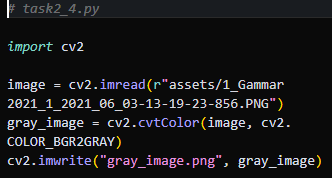 # task2_4.py
import cv2
image = cv2.imread(r"assets/1_Gammar
2021_1_2021_06_03-13-19-23-856.PNG")
gray_image = cv2.cvtColor(image, cv2.
COLOR_BGR2GRAY)
cv2.imwrite("gray_image.png", gray_image)